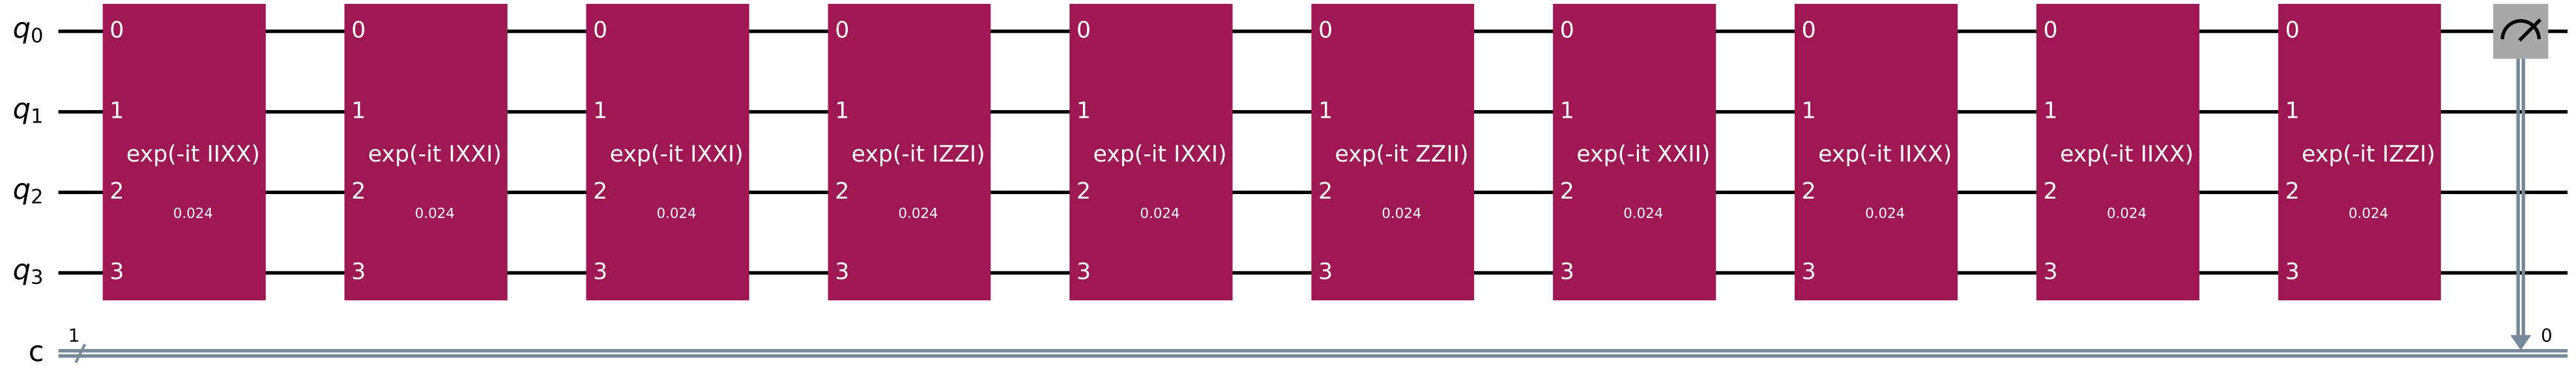 q0 0 0 0 0 0 0 0 0 0 0
q1 1 1 1 1 1 1 1 1 1 1
exp(-it IIXX) exp(-it IXXI) exp(-it IXXI) exp(-it IZZI) exp(-it IXXI) exp(-it ZZII) exp(-it XXII) exp(-it IIXX) exp(-it IIXX) exp(-it IZZI)
q2 2 2 2 2 2 2 2 2 2 2
0.024 0.024 0.024 0.024 0.024 0.024 0.024 0.024 0.024 0.024
q3 3 3 3 3 3 3 3 3 3 3
1 0
c